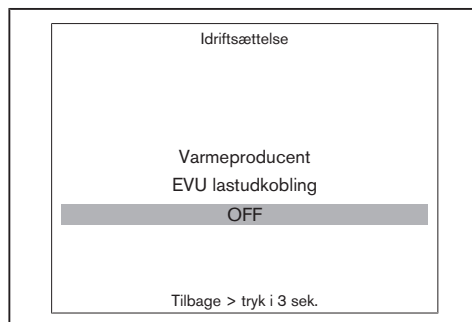 Idriftsættelse
Varmeproducent
EVU lastudkobling
OFF
Tilbage > tryk i 3 sek.